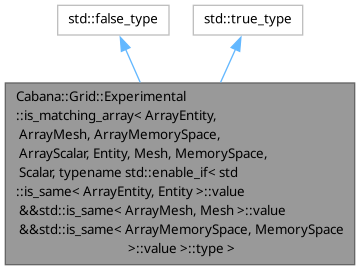 std::false_type
std::true_type
Cabana::Grid::Experimental
::is_matching_array< ArrayEntity,
ArrayMesh, ArrayMemorySpace,
ArrayScalar, Entity, Mesh, MemorySpace,
Scalar, typename std::enable_if< std
::is_same< ArrayEntity, Entity >::value
&&std::is_same< ArrayMesh, Mesh >::value
&&std::is_same< ArrayMemorySpace, MemorySpace
>::value >::type >